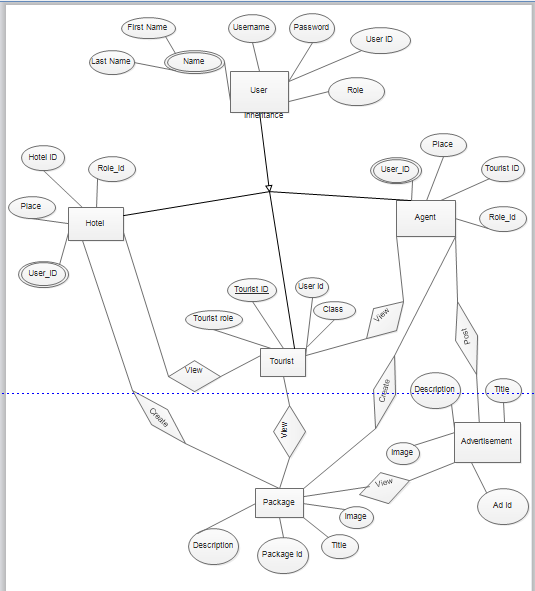 First Name
Username
Password
User ID
Last Name
Name
User
Role
Inheritance
Hotel ID
Role_Id
Place
User_ID
Place
Tourist ID
Hotel
User_ID
Agent
Role_Id
Tourist ID
User Id
Tourist role
Class
View
Post
View
Tourist
Create
Create
View
Description
Title
Image
Advertisement
View
Package
Image
Ad Id
Description
Package Id
Title